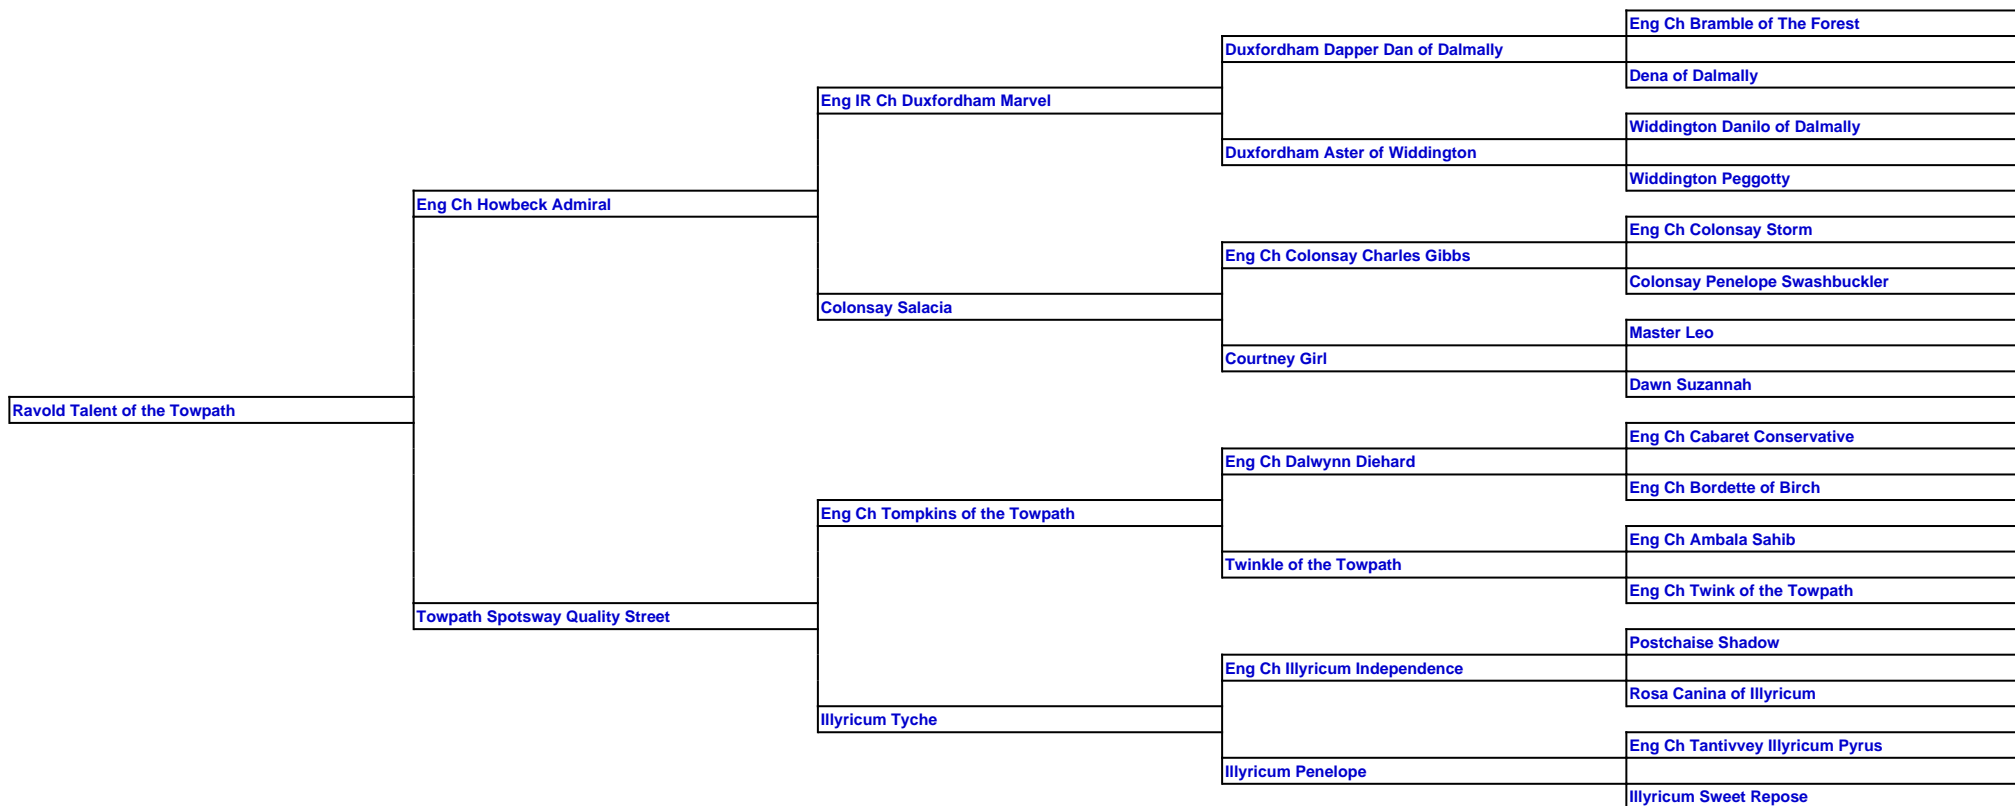 Eng Ch Bramble of The Forest
Duxfordham Dapper Dan of Dalmally
Dena of Dalmally
Eng IR Ch Duxfordham Marvel
Widdington Danilo of Dalmally
Duxfordham Aster of Widdington
Widdington Peggotty
Eng Ch Howbeck Admiral
Eng Ch Colonsay Storm
Eng Ch Colonsay Charles Gibbs
Colonsay Penelope Swashbuckler
Colonsay Salacia
Master Leo
Courtney Girl
Dawn Suzannah
Ravold Talent of the Towpath
Eng Ch Cabaret Conservative
Eng Ch Dalwynn Diehard
Eng Ch Bordette of Birch
Eng Ch Tompkins of the Towpath
Eng Ch Ambala Sahib
Twinkle of the Towpath
Eng Ch Twink of the Towpath
Towpath Spotsway Quality Street
Postchaise Shadow
Eng Ch Illyricum Independence
Rosa Canina of Illyricum
Illyricum Tyche
Eng Ch Tantivvey Illyricum Pyrus
Illyricum Penelope
Illyricum Sweet Repose